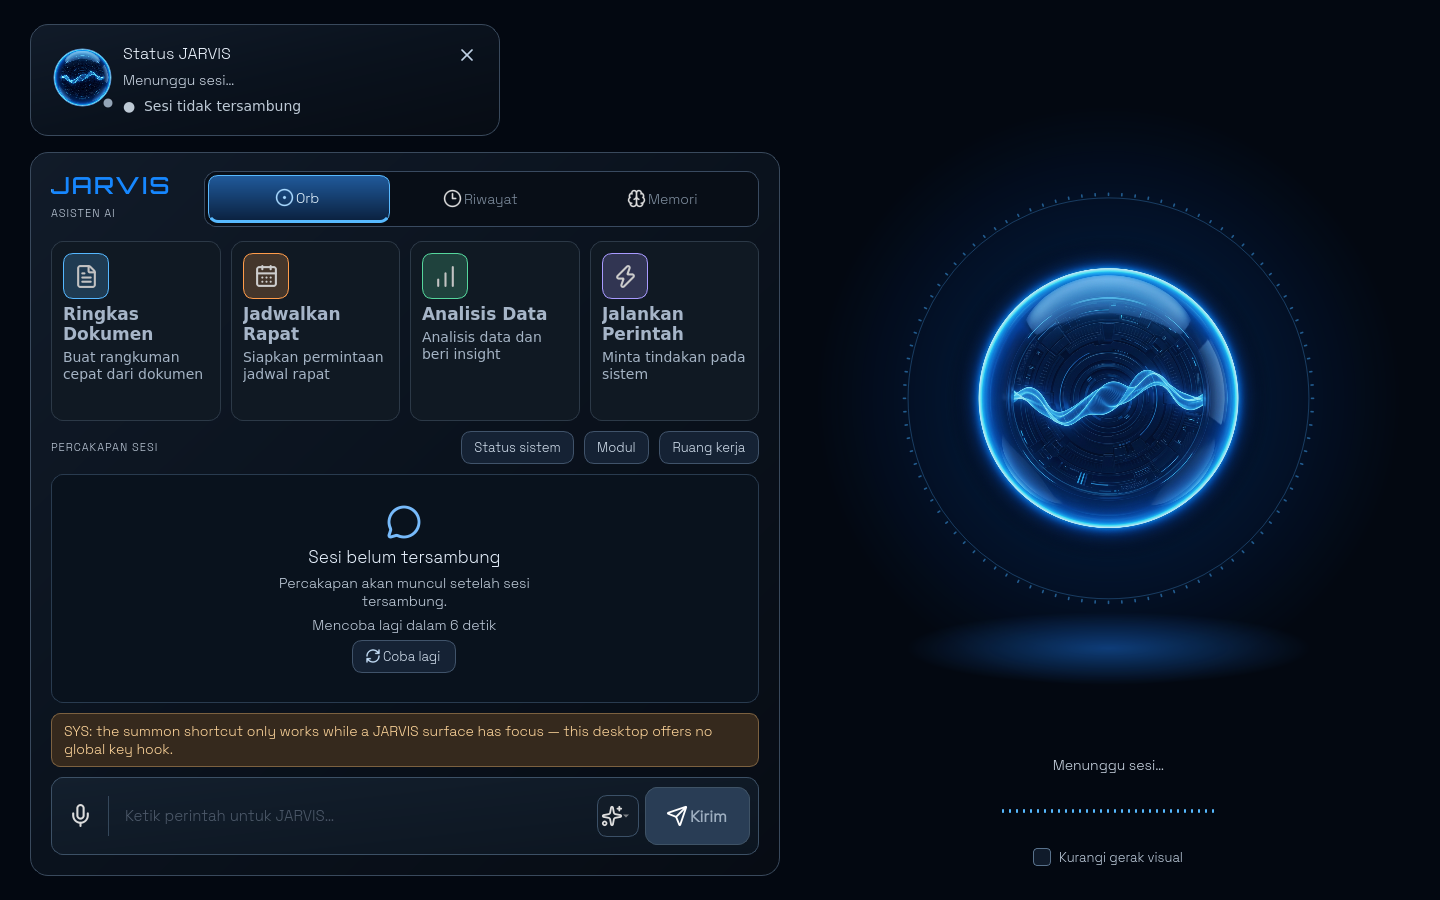 Status JARVIS
Menunggu sesi...
Sesi tidak tersambung
JARVIS
ASISTEN AI
Orb
Riwayat
Memori
Ringkas
Dokumen
Buat rangkuman
cepat dari dokumen
Jadwalkan
Rapat
Siapkan permintaan
jadwal rapat
Analisis Data
Analisis data dan
beri insight
Jalankan
Perintah
Minta tindakan pada
sistem
PERCAKAPAN SESI
Status sistem
Modul
Ruang kerja
Sesi belum tersambung
Percakapan akan muncul setelah sesi
tersambung.
Mencoba lagi dalam 6 detik
Coba lagi
SYS: the summon shortcut only works while a JARVIS surface has focus — this desktop offers no
global key hook.
Ketik perintah untuk JARVIS...
Kirim
Menunggu sesi...
Kurangi gerak visual